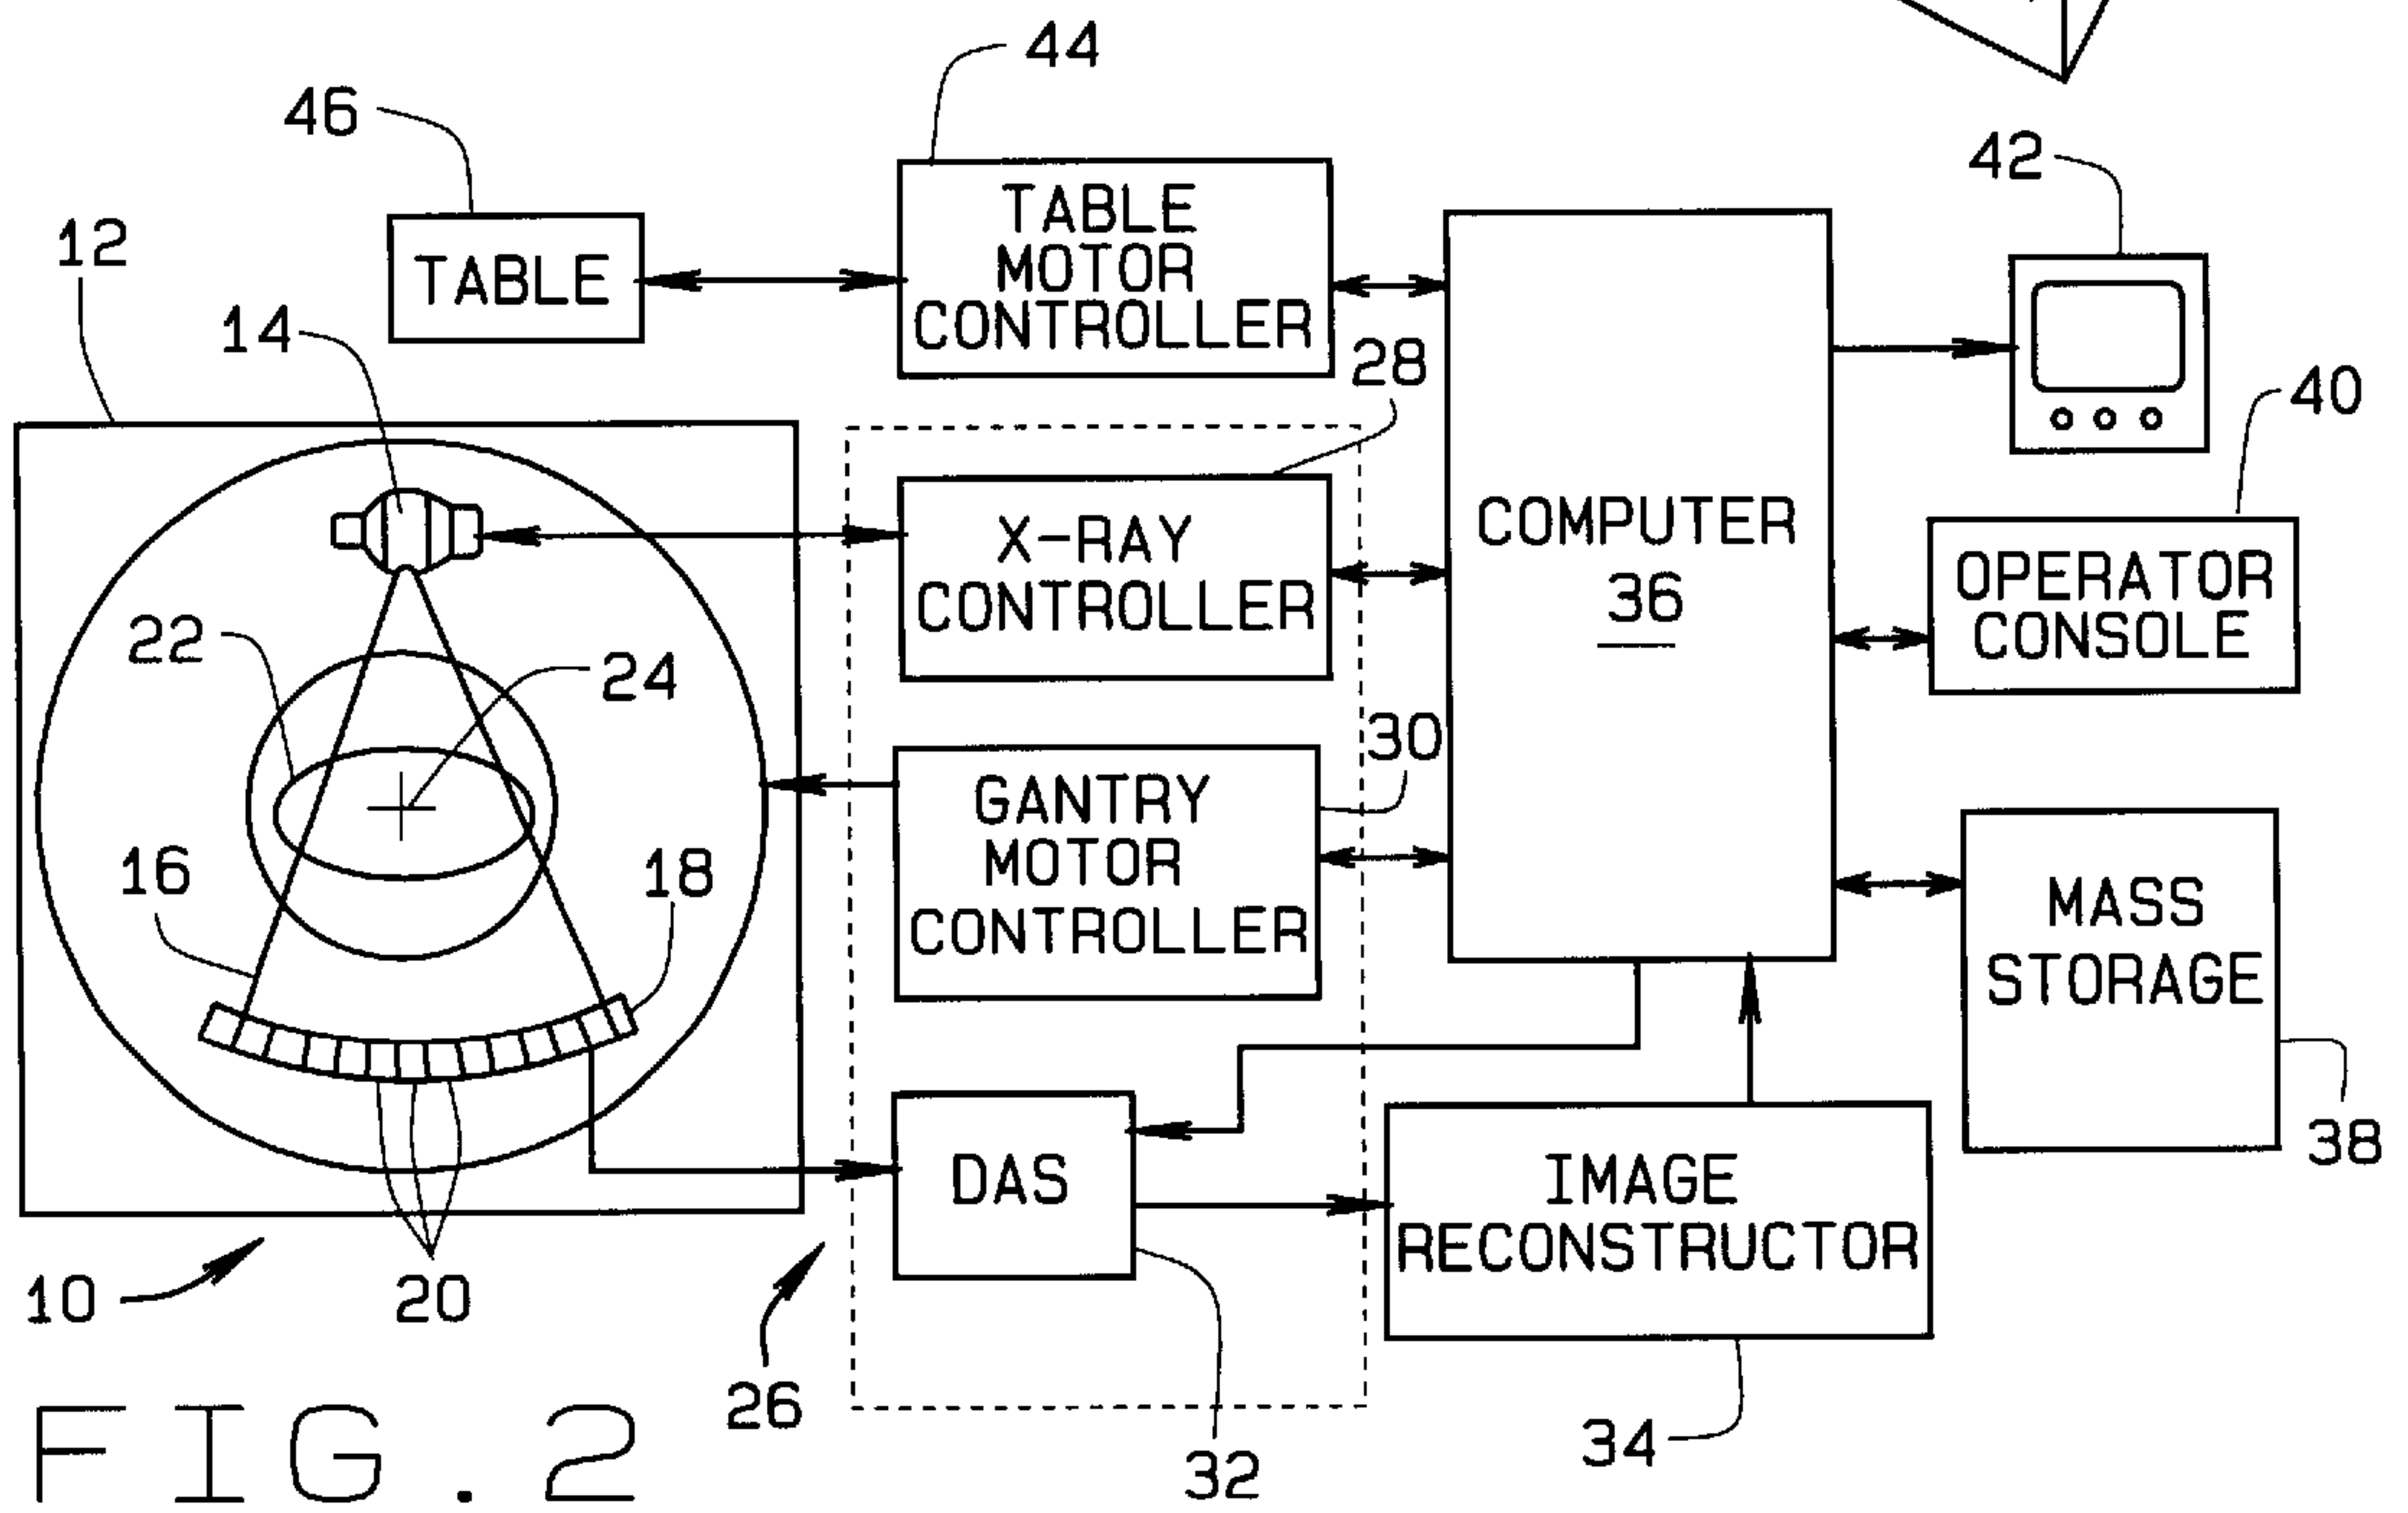 44
46
42
12
TABLE
MOTOR
CONTROLLER
TABLE
14
28
40
COMPUTER
36
X-RAY
CONTROLLER
OPERATOR
CONSOLE
22
24
30
GANTRY
MOTOR
CONTROLLER
16
18
MASS
STORAGE
38
DAS
IMAGE
RECONSTRUCTOR
10
20
26
34
32
FIG.2